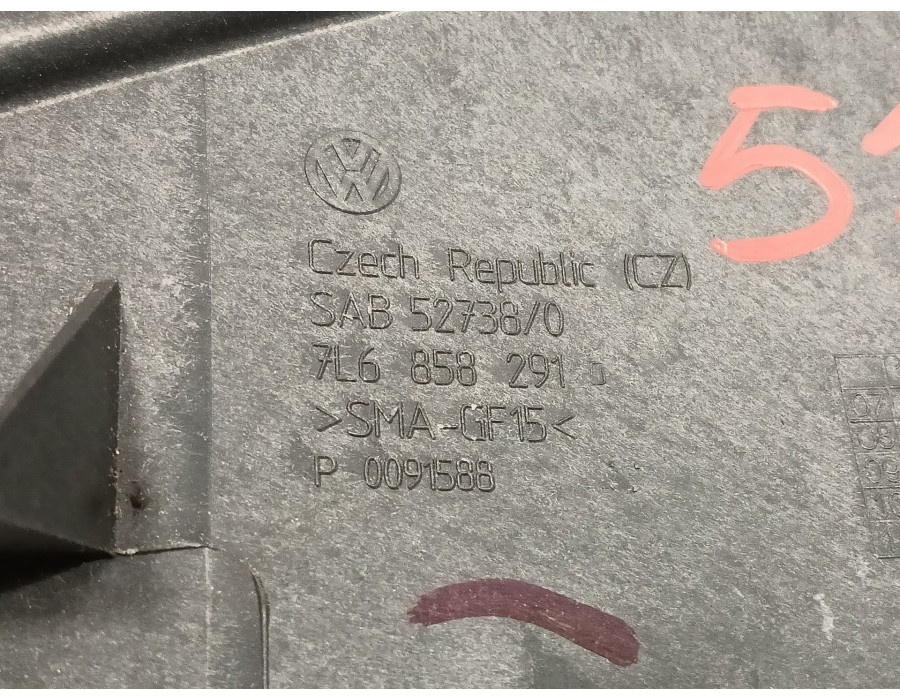 Czech Republic (CZ)
SAB 52738/0
7L6 858 291
>SMA-GF15<
P 0091588